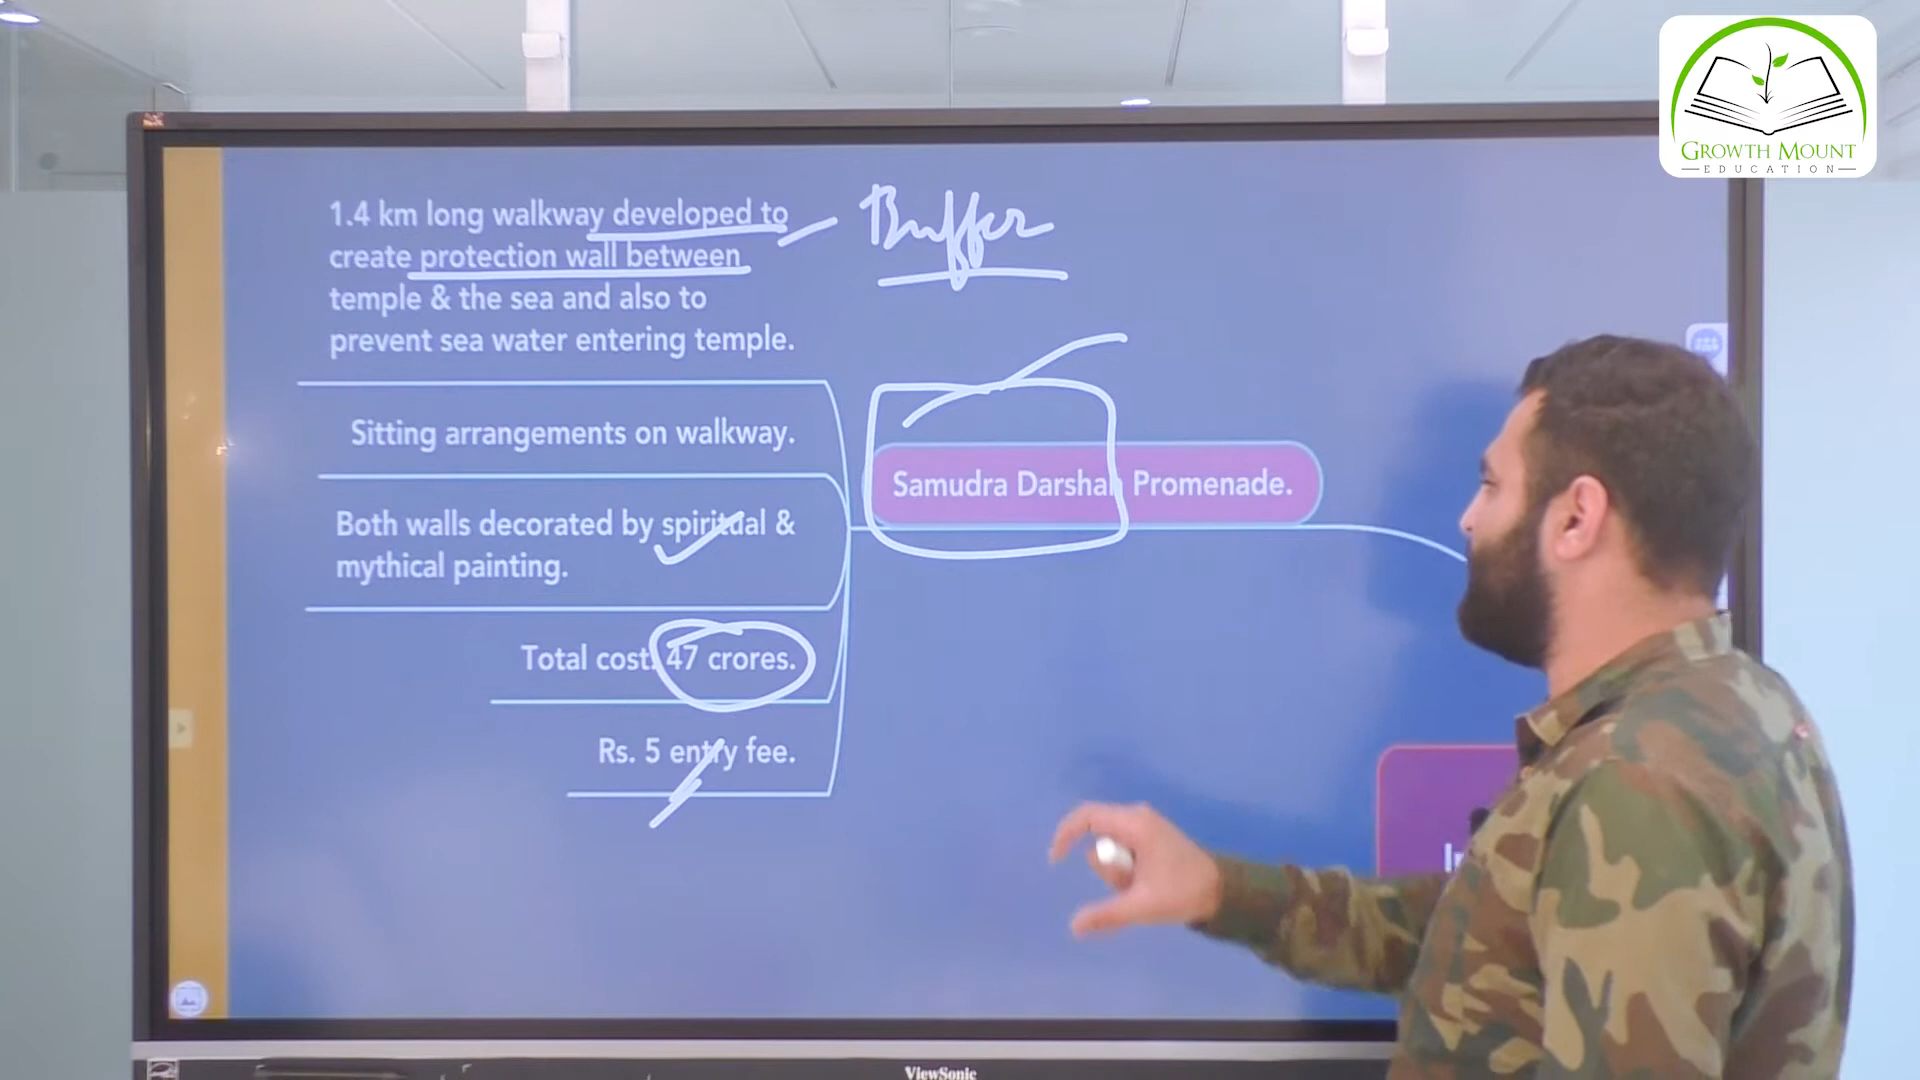 GROWTH MOUNT
EDUCATION
1.4 km long walkway developed to
create protection wall between
temple & the sea and also to
prevent sea water entering temple.
Buffer
Sitting arrangements on walkway.
Samudra Darshan Promenade.
Both walls decorated by spiritual &
mythical painting.
Total cost: 47 crores.
Rs. 5 entry fee.
ViewSonic